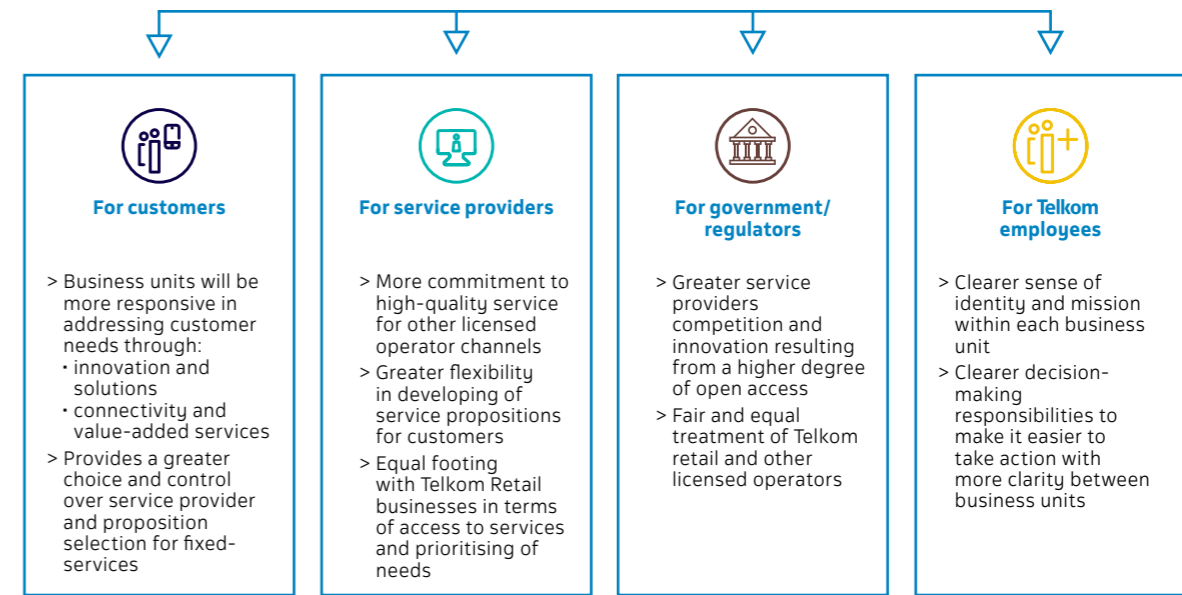 For customers
> Business units will be
more responsive in
addressing customer
needs through:
• innovation and
solutions
• connectivity and
value-added services
> Provides a greater
choice and control
over service provider
and proposition
selection for fixed-
services
For service providers
> More commitment to
high-quality service
for other licensed
operator channels
> Greater flexibility
in developing of
service propositions
for customers
> Equal footing
with Telkom Retail
businesses in terms
of access to services
and prioritising of
needs
For government/
regulators
> Greater service
providers
competition and
innovation resulting
from a higher degree
of open access
> Fair and equal
treatment of Telkom
retail and other
licensed operators
For Telkom
employees
> Clearer sense of
identity and mission
within each business
unit
> Clearer decision-
making
responsibilities to
make it easier to
take action with
more clarity between
business units